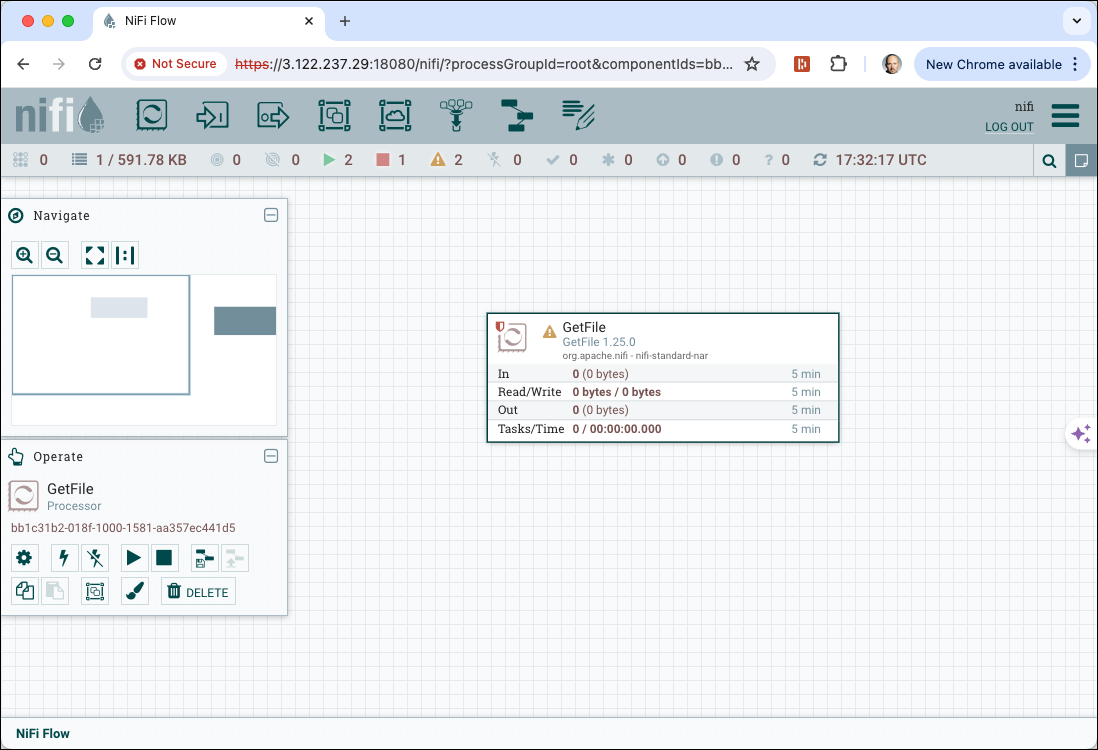 NiFi Flow
Not Secure https://3.122.237.29:18080/nifi/?processGroupId=root&componentIds=bb... New Chrome available
nifi
nifi
LOG OUT
0 1 / 591.78 KB 0 0 2 1 2 0 0 0 0 0 ? 0 17:32:17 UTC
Navigate
GetFile
GetFile 1.25.0
org.apache.nifi - nifi-standard-nar
In 0 (0 bytes) 5 min
Read/Write 0 bytes / 0 bytes 5 min
Out 0 (0 bytes) 5 min
Tasks/Time 0 / 00:00:00.000 5 min
Operate
GetFile
Processor
bb1c31b2-018f-1000-1581-aa357ec441d5
DELETE
NiFi Flow